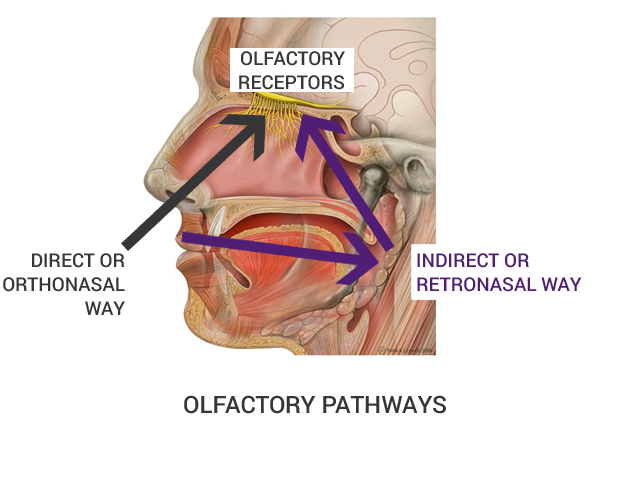 OLFACTORY
RECEPTORS
DIRECT OR
ORTHONASAL
WAY
INDIRECT OR
RETRONASAL WAY
OLFACTORY PATHWAYS